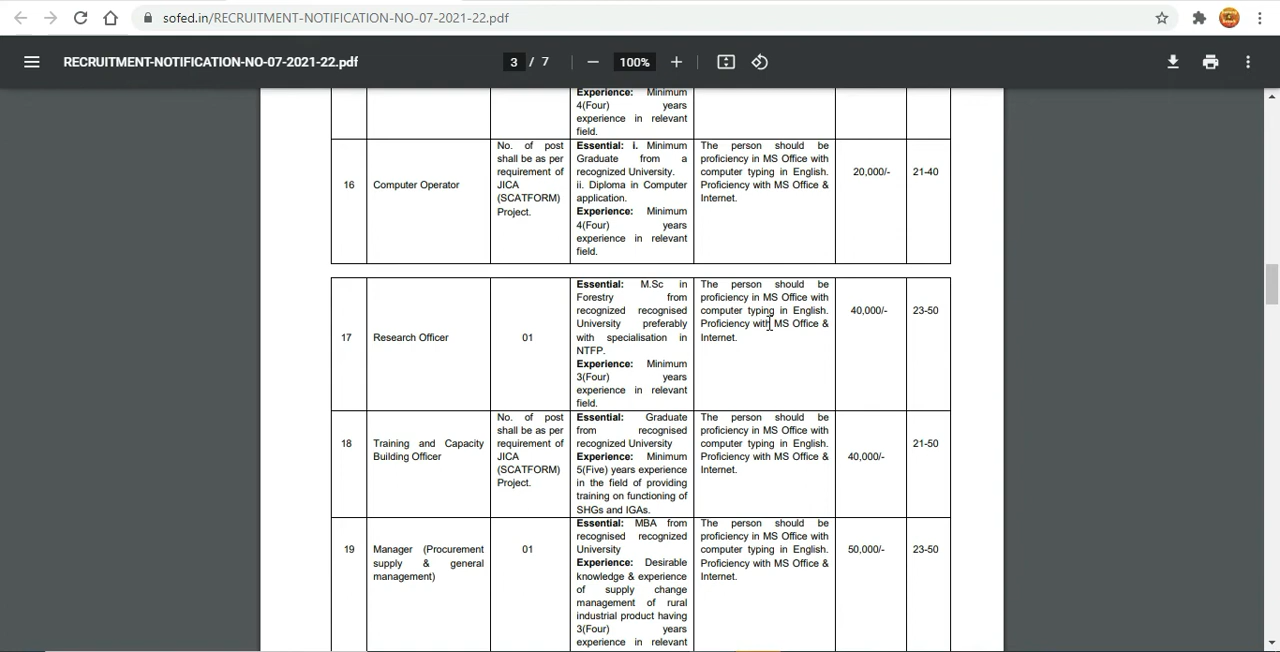 sofed.in/RECRUITMENT-NOTIFICATION-NO-07-2021-22.pdf
RECRUITMENT-NOTIFICATION-NO-07-2021-22.pdf
3 / 7
100%
Experience: Minimum
4(Four) years
experience in relevant
field.
16
Computer Operator
No. of post
shall be as per
requirement of
JICA
(SCATFORM)
Project.
Essential: i. Minimum
Graduate from a
recognized University.
ii. Diploma in Computer
application.
Experience: Minimum
4(Four) years
experience in relevant
field.
The person should be
proficiency in MS Office with
computer typing in English.
Proficiency with MS Office &
Internet.
20,000/-
21-40
17
Research Officer
01
Essential: M.Sc in
Forestry from
recognized recognised
University preferably
with specialisation in
NTFP.
Experience: Minimum
3(Four) years
experience in relevant
field.
The person should be
proficiency in MS Office with
computer typing in English.
Proficiency with MS Office &
Internet.
40,000/-
23-50
18
Training and Capacity
Building Officer
No. of post
shall be as per
requirement of
JICA
(SCATFORM)
Project.
Essential: Graduate
from recognised
recognized University
Experience: Minimum
5(Five) years experience
in the field of providing
training on functioning of
SHGs and IGAs.
The person should be
proficiency in MS Office with
computer typing in English.
Proficiency with MS Office &
Internet.
40,000/-
21-50
19
Manager (Procurement
supply & general
management)
01
Essential: MBA from
recognised recognized
University
Experience: Desirable
knowledge & experience
of supply change
management of rural
industrial product having
3(Four) years
experience in relevant
The person should be
proficiency in MS Office with
computer typing in English.
Proficiency with MS Office &
Internet.
50,000/-
23-50